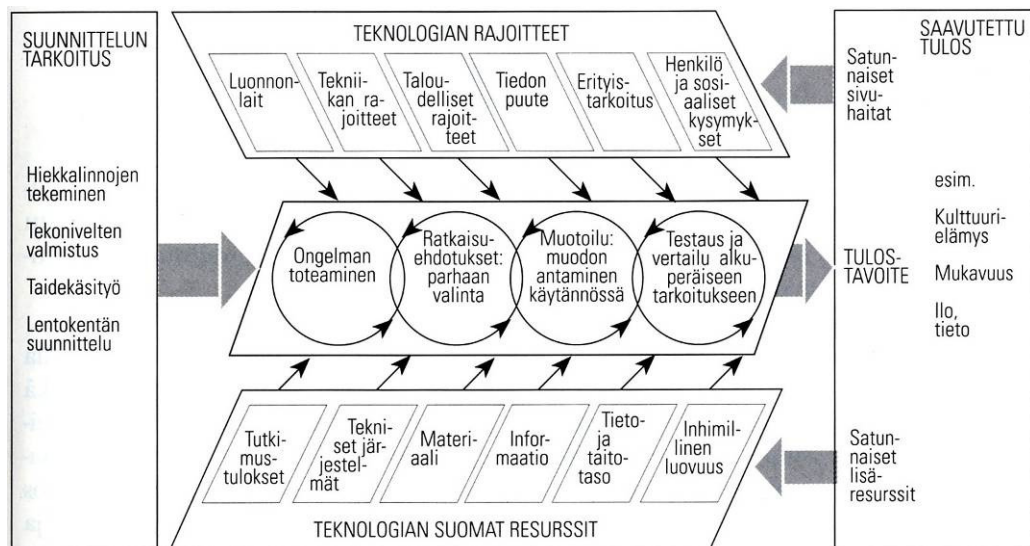 SUUNNITTELUN
TARKOITUS
Hiekkalinnojen
tekeminen
Tekonivelten
valmistus
Taidekäsityö
Lentokentän
suunnittelu
TEKNOLOGIAN RAJOITTEET
Luonnon-
lait
Teknii-
kan ra-
joitteet
Talou-
delliset
rajoit-
teet
Tiedon
puute
Erityis-
tarkoitus
Henkilö
ja sosi-
aaliset
kysymyk-
set
Ongelman
toteaminen
Ratkaisu-
ehdotukset:
parhaan
valinta
Muotoilu:
muodon
antaminen
käytännössä
Testaus ja
vertailu alku-
peräiseen
tarkoitukseen
Tutki-
mus-
tulokset
Tekni-
set jär-
jestel-
mät
Materi-
aali
Infor-
maatio
Tieto-
ja
taito-
taso
Inhimil-
linen
luovuus
TEKNOLOGIAN SUOMAT RESURSSIT
SAAVUTETTU
TULOS
Satun-
naiset
sivu-
haitat
TULOS-
TAVOITE
esim.
Kulttuuri-
elämys
Mukavuus
Ilo,
tieto
Satun-
naiset
lisä-
resurssit